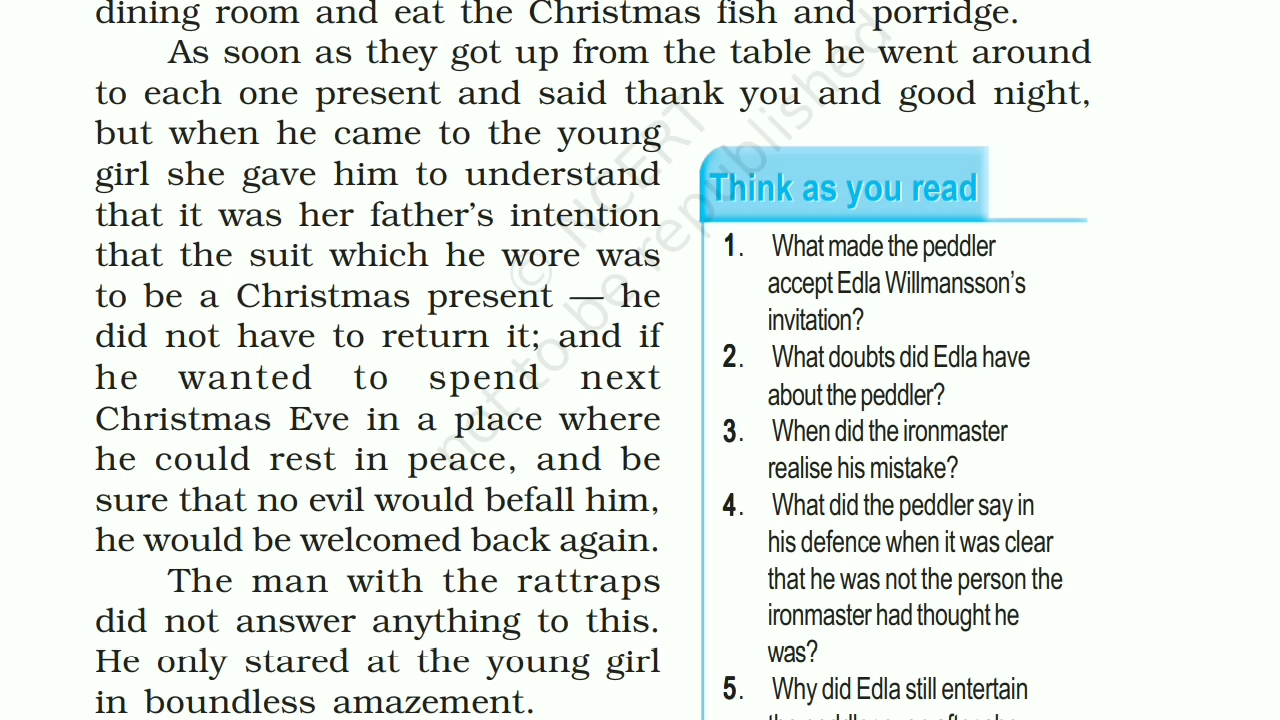 dining room and eat the Christmas fish and porridge.
As soon as they got up from the table he went around
to each one present and said thank you and good night,
but when he came to the young
girl she gave him to understand
that it was her father's intention
that the suit which he wore was
to be a Christmas present — he
did not have to return it; and if
he wanted to spend next
Christmas Eve in a place where
he could rest in peace, and be
sure that no evil would befall him,
he would be welcomed back again.
The man with the rattraps
did not answer anything to this.
He only stared at the young girl
in boundless amazement.
Think as you read
1. What made the peddler
accept Edla Willmansson's
invitation?
2. What doubts did Edla have
about the peddler?
3. When did the ironmaster
realise his mistake?
4. What did the peddler say in
his defence when it was clear
that he was not the person the
ironmaster had thought he
was?
5. Why did Edla still entertain
© NCERT
not to be republished